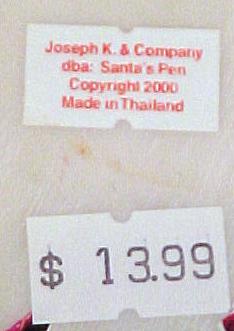 Joseph K. & Company
dba: Santa's Pen
Copyright 2000
Made in Thailand
$ 13.99